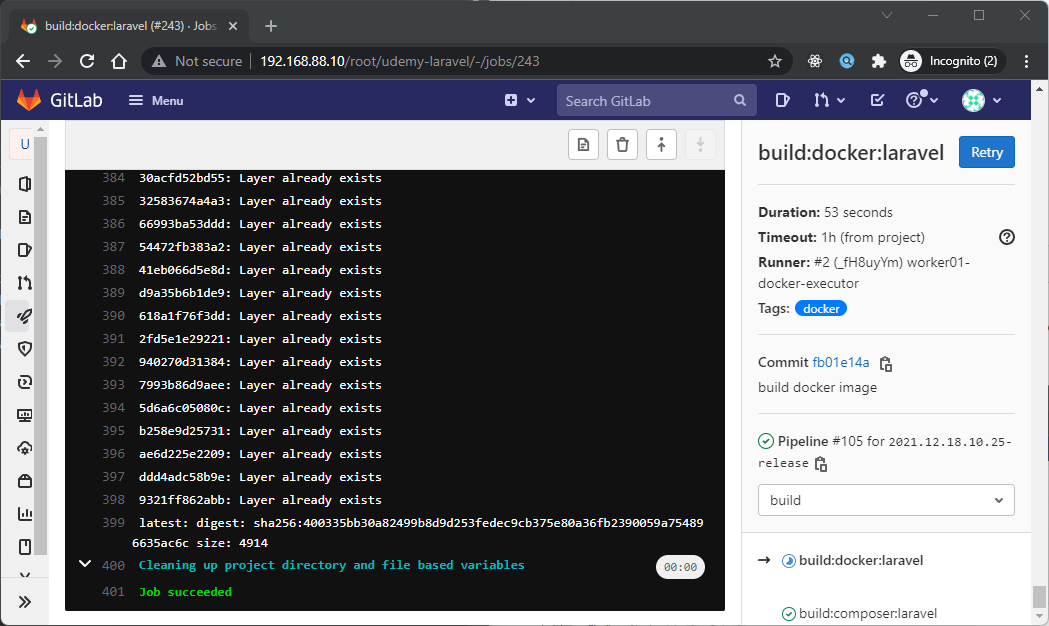 build:docker:laravel (#243) · Jobs
Not secure
192.168.88.10/root/udemy-laravel/-/jobs/243
Incognito (2)
GitLab
Menu
Search GitLab
U
384 30acfd52bd55: Layer already exists
385 32583674a4a3: Layer already exists
386 66993ba53ddd: Layer already exists
387 54472fb383a2: Layer already exists
388 41eb066d5e8d: Layer already exists
389 d9a35b6b1de9: Layer already exists
390 618a1f76f3dd: Layer already exists
391 2fd5e1e29221: Layer already exists
392 940270d31384: Layer already exists
393 7993b86d9aee: Layer already exists
394 5d6a6c05080c: Layer already exists
395 b258e9d25731: Layer already exists
396 ae6d225e2209: Layer already exists
397 ddd4adc58b9e: Layer already exists
398 9321ff862abb: Layer already exists
399 latest: digest: sha256:400335bb30a82499b8d9d253fedec9cb375e80a36fb2390059a75489
6635ac6c size: 4914
400 Cleaning up project directory and file based variables
00:00
401 Job succeeded
build:docker:laravel
Retry
Duration: 53 seconds
Timeout: 1h (from project)
Runner: #2 (_fH8uyYm) worker01-
docker-executor
Tags: docker
Commit fb01e14a
build docker image
Pipeline #105 for 2021.12.18.10.25-
release
build
build:docker:laravel
build:composer:laravel